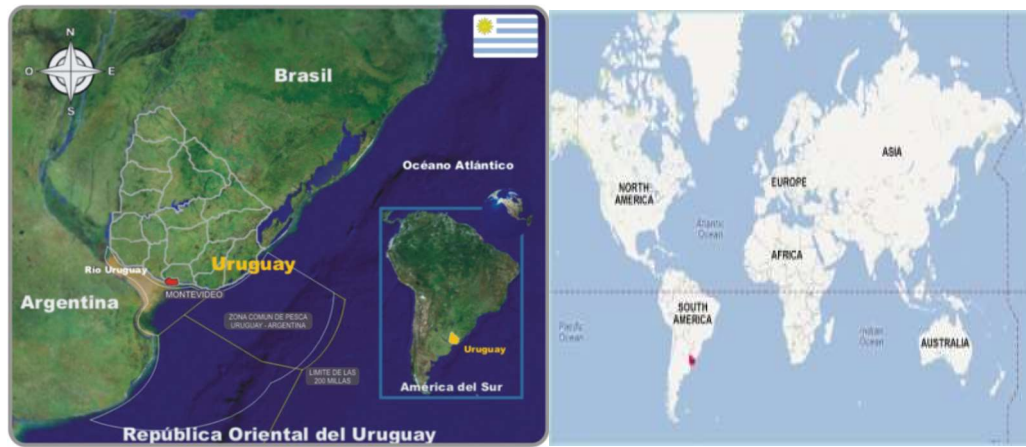 N
O
E
S
Brasil
Océano Atlántico
Uruguay
Rio Uruguay
MONTEVIDEO
Argentina
ZONA COMUN DE PESCA
URUGUAY - ARGENTINA
LIMITE DE LAS
200 MILLAS
Uruguay
America del Sur
República Oriental del Uruguay
ASIA
NORTH
AMERICA
EUROPE
Atlantic
Ocean
AFRICA
SOUTH
AMERICA
Pacific
Ocean
Indian
Ocean
AUSTRALIA